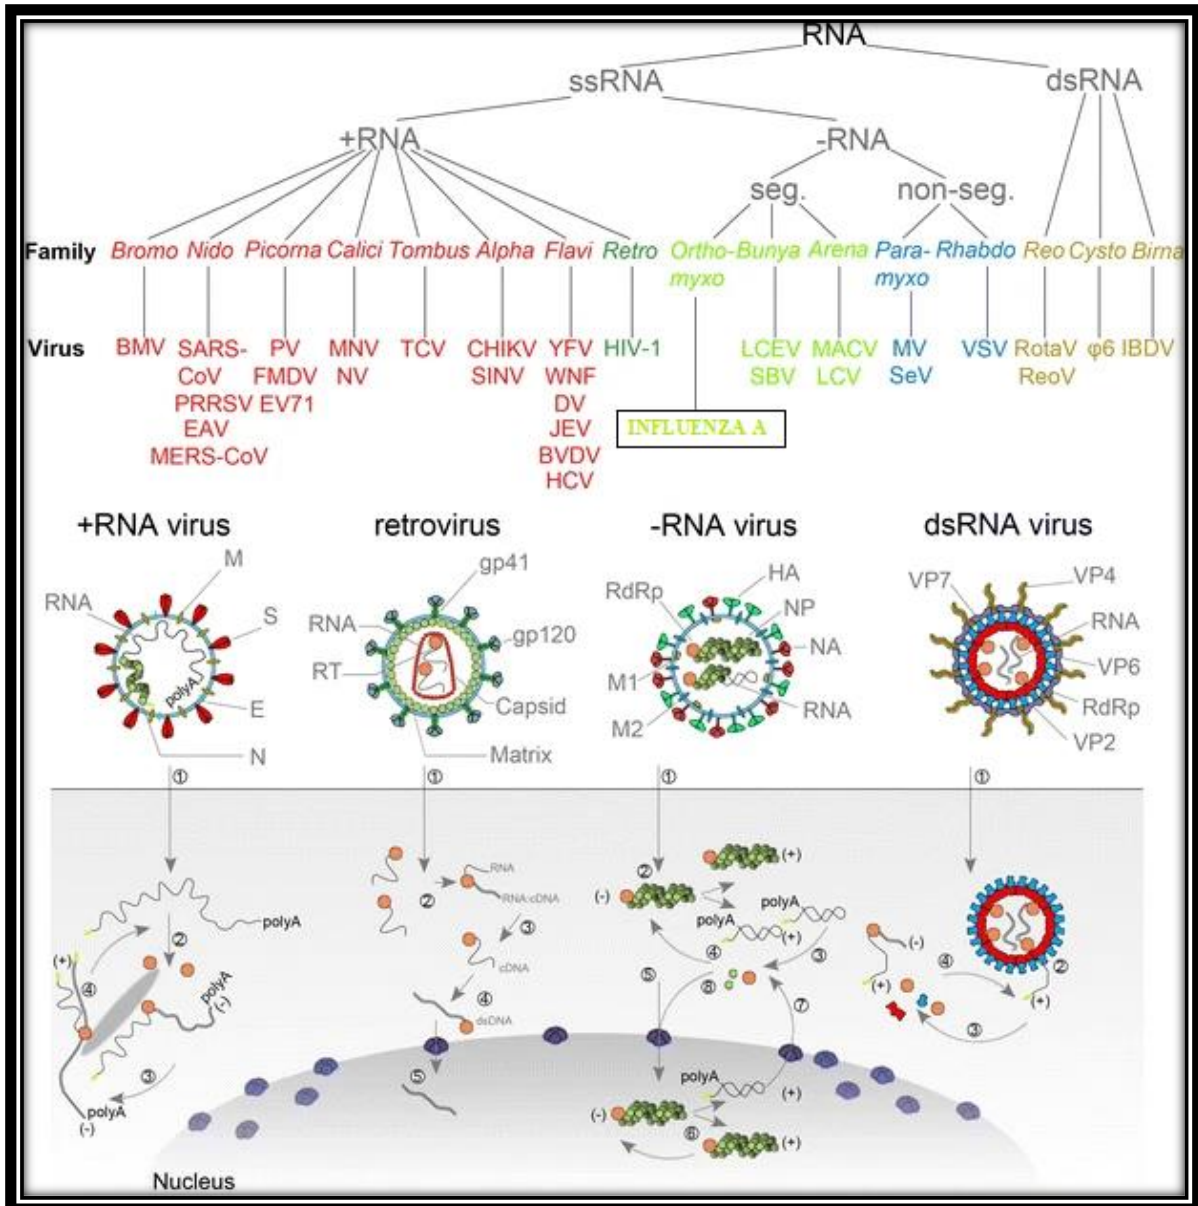 RNA
ssRNA dsRNA
+RNA -RNA
seg. non-seg.
Family Bromo Nido Picorna Calici Tombus Alpha Flavi Retro Ortho- Bunya Arena Para- Rhabdo Reo Cysto Birna
myxo myxo
Virus BMV SARS- PV MNV TCV CHIKV YFV HIV-1 LCEV MACV MV VSV RotaV φ6 IBDV
CoV FMDV NV SINV WNF SBV LCV SeV ReoV
PRRSV EV71 DV
EAV JEV INFLUENZA A
MERS-CoV BVDV
HCV
+RNA virus retrovirus -RNA virus dsRNA virus
M
RNA
S
polyA
E
N
gp41
RNA
gp120
RT
Capsid
Matrix
HA
RdRp
NP
NA
M1
RNA
M2
VP7
VP4
RNA
VP6
RdRp
VP2
① ① ① ①
polyA
②
(+)
④
polyA
(-)
③
polyA
(-)
RNA
②
RNA:cDNA
③
cDNA
④
dsDNA
⑤
(+)
②
(-)
polyA
polyA
(+)
④
③
⑤
⑧
⑦
polyA
(+)
(-)
⑥
(+)
(-)
④
②
(+)
(+)
③
Nucleus